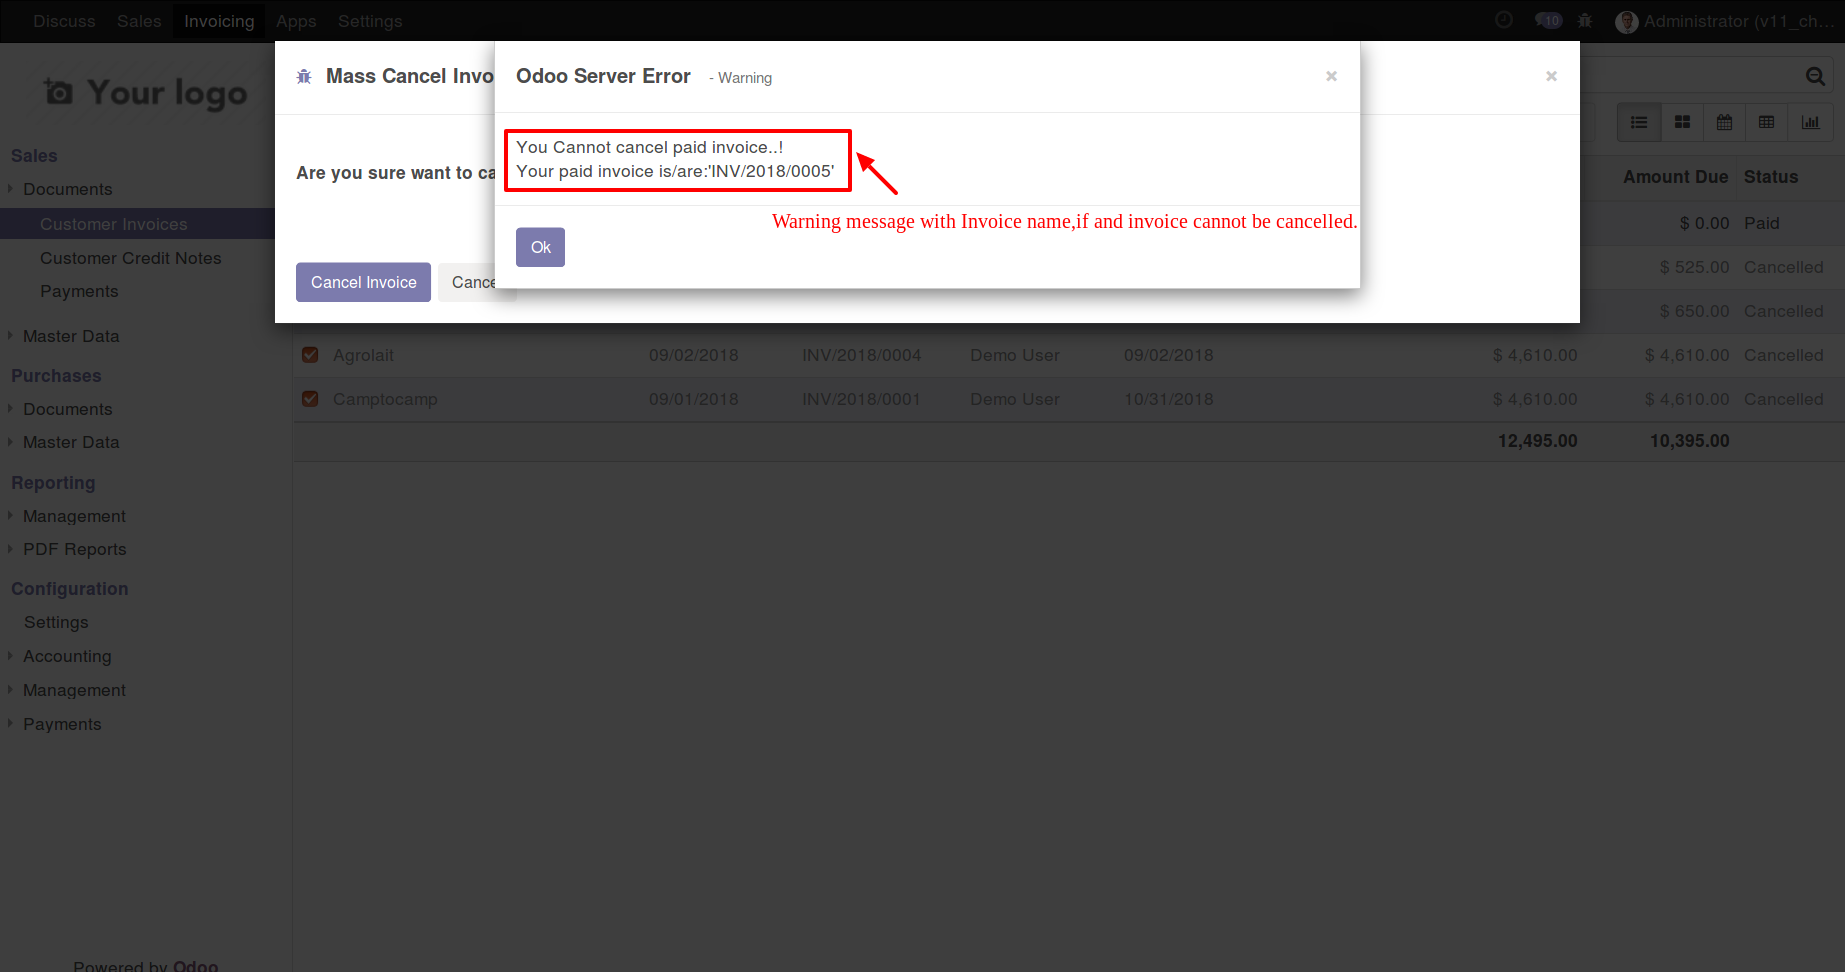 Discuss Sales Invoicing Apps Settings 10 Administrator (v11_ch...
Mass Cancel Invo
Odoo Server Error - Warning × ×
Your logo
You Cannot cancel paid invoice..!
Your paid invoice is/are:'INV/2018/0005'
Are you sure want to ca
Warning message with Invoice name,if and invoice cannot be cancelled.
Ok
Cancel Invoice Cance
Sales
Documents
Customer Invoices
Customer Credit Notes
Payments
Master Data
Purchases
Documents
Master Data
Reporting
Management
PDF Reports
Configuration
Settings
Accounting
Management
Payments
Powered by Odoo
Amount Due Status
$ 0.00 Paid
$ 525.00 Cancelled
$ 650.00 Cancelled
Agrolait 09/02/2018 INV/2018/0004 Demo User 09/02/2018 $ 4,610.00 $ 4,610.00 Cancelled
Camptocamp 09/01/2018 INV/2018/0001 Demo User 10/31/2018 $ 4,610.00 $ 4,610.00 Cancelled
12,495.00 10,395.00